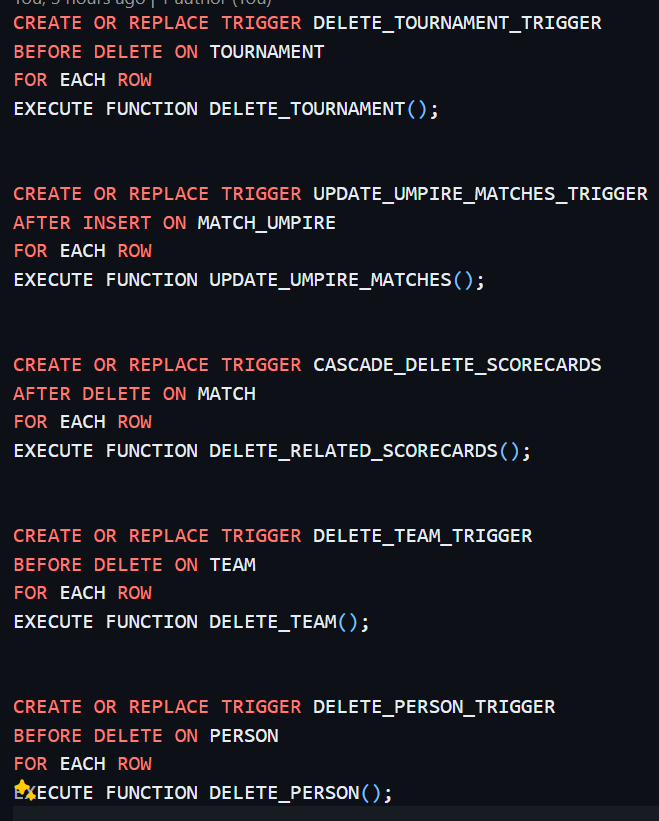 You, 5 hours ago | 1 author (You)
CREATE OR REPLACE TRIGGER DELETE_TOURNAMENT_TRIGGER
BEFORE DELETE ON TOURNAMENT
FOR EACH ROW
EXECUTE FUNCTION DELETE_TOURNAMENT();
CREATE OR REPLACE TRIGGER UPDATE_UMPIRE_MATCHES_TRIGGER
AFTER INSERT ON MATCH_UMPIRE
FOR EACH ROW
EXECUTE FUNCTION UPDATE_UMPIRE_MATCHES();
CREATE OR REPLACE TRIGGER CASCADE_DELETE_SCORECARDS
AFTER DELETE ON MATCH
FOR EACH ROW
EXECUTE FUNCTION DELETE_RELATED_SCORECARDS();
CREATE OR REPLACE TRIGGER DELETE_TEAM_TRIGGER
BEFORE DELETE ON TEAM
FOR EACH ROW
EXECUTE FUNCTION DELETE_TEAM();
CREATE OR REPLACE TRIGGER DELETE_PERSON_TRIGGER
BEFORE DELETE ON PERSON
FOR EACH ROW
EXECUTE FUNCTION DELETE_PERSON();